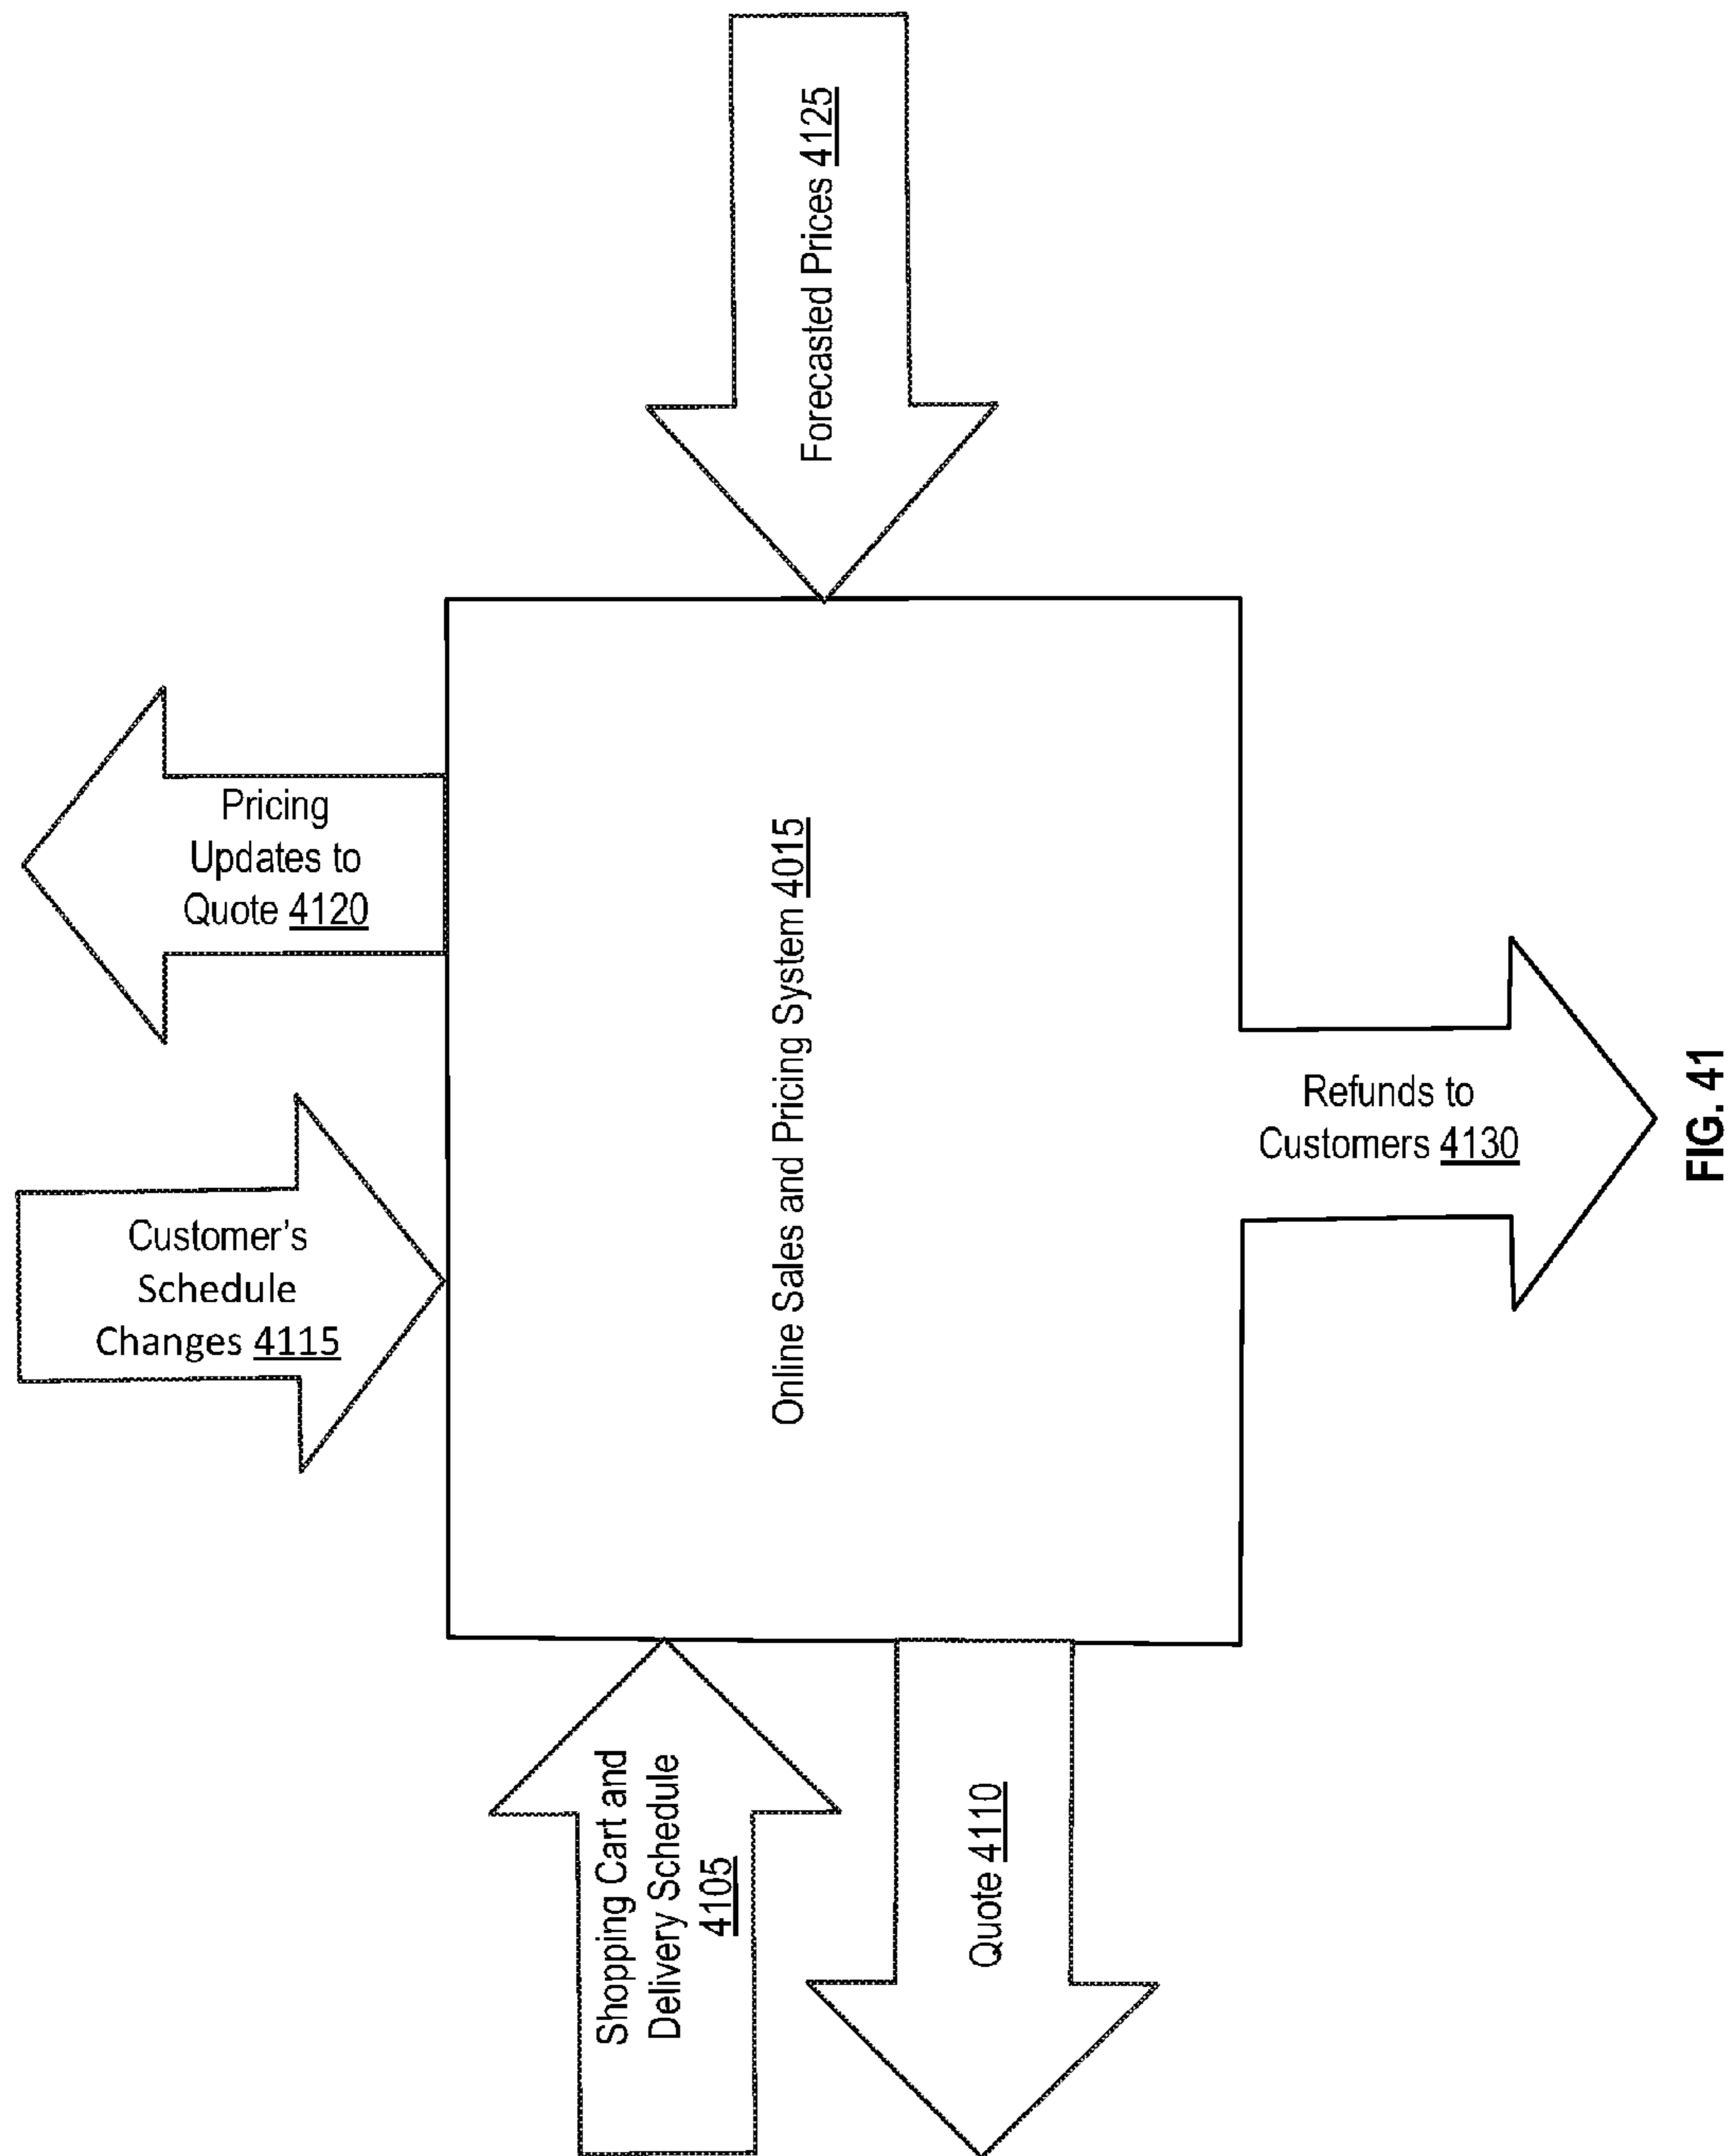 Pricing
Updates to
Quote 4120
Customer's
Schedule
Changes 4115
Forecasted Prices 4125
Online Sales and Pricing System 4015
Shopping Cart and
Delivery Schedule
4105
Quote 4110
Refunds to
Customers 4130
FIG. 41